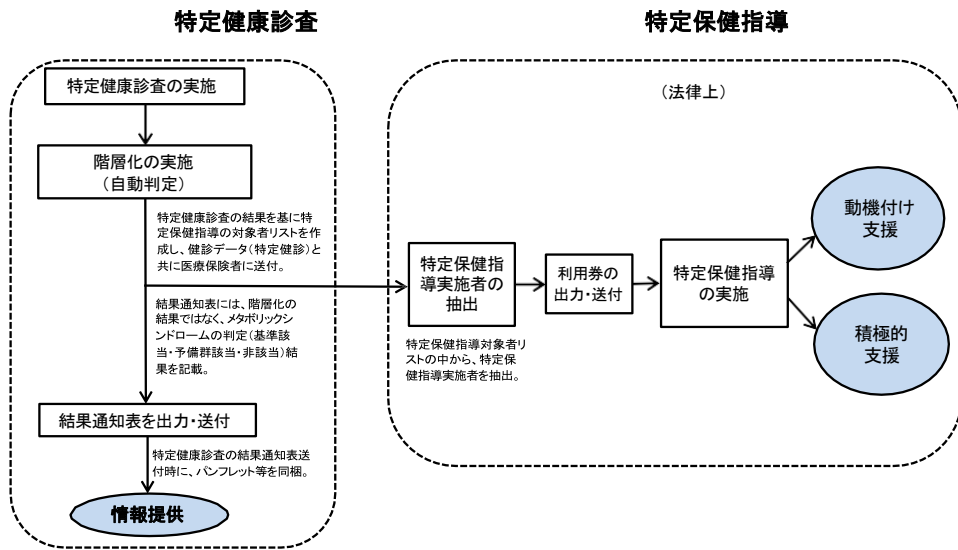 特定健康診査
特定保健指導
特定健康診査の実施
階層化の実施
（自動判定）
特定健康診査の結果を基に特
定保健指導の対象者リストを作
成し、健診データ（特定健診）と
共に医療保険者に送付。
結果通知表には、階層化の
結果ではなく、メタボリックシ
ンドロームの判定（基準該
当・予備群該当・非該当）結
果を記載。
結果通知表を出力・送付
特定健康診査の結果通知表送
付時に、パンフレット等を同梱。
情報提供
（法律上）
特定保健指
導実施者の
抽出
特定保健指導対象者リ
ストの中から、特定保
健指導実施者を抽出。
利用券の
出力・送付
特定保健指導
の実施
動機付け
支援
積極的
支援